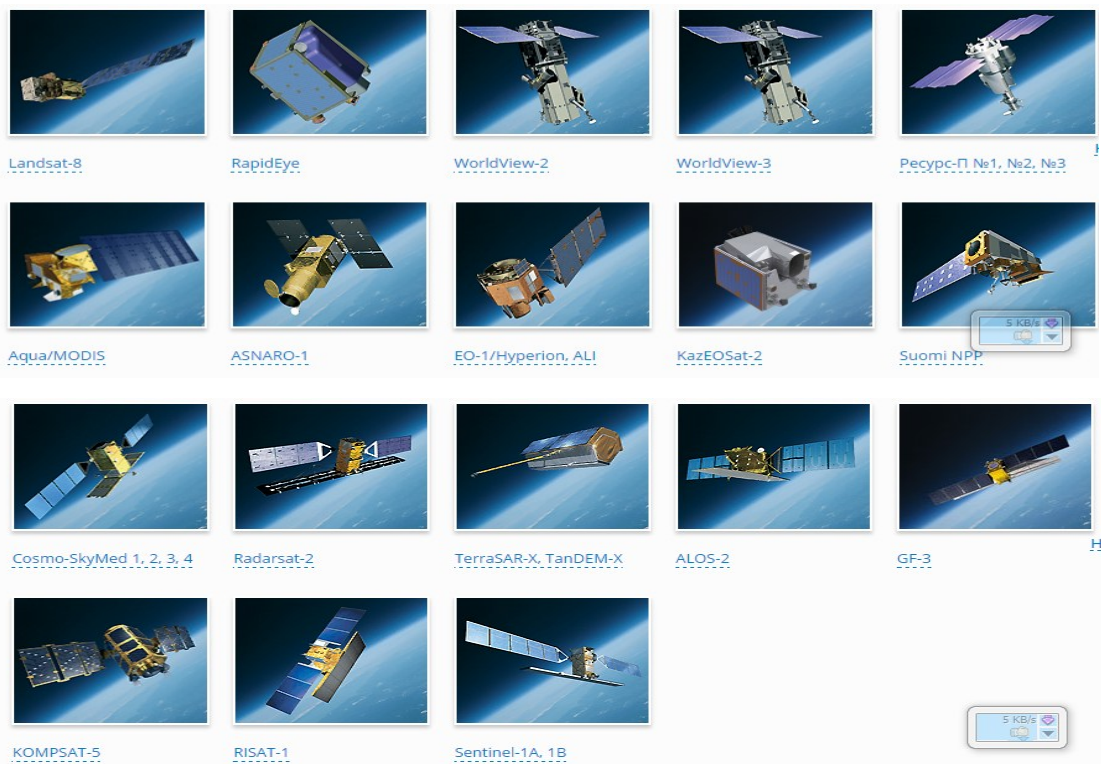 Landsat-8
RapidEye
WorldView-2
WorldView-3
Ресурс-П №1, №2, №3
Aqua/MODIS
ASNARO-1
EO-1/Hyperion, ALI
KazEOSat-2
Suomi NPP
5 KB/s
Cosmo-SkyMed 1, 2, 3, 4
Radarsat-2
TerraSAR-X, TanDEM-X
ALOS-2
GF-3
KOMPSAT-5
RISAT-1
Sentinel-1A, 1B
5 KB/s